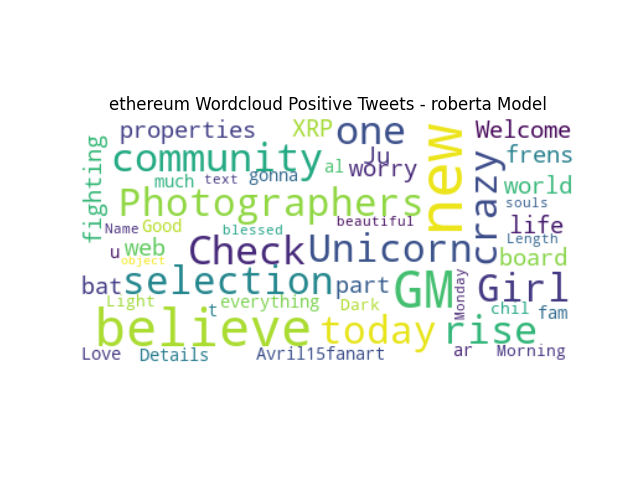 ethereum Wordcloud Positive Tweets - roberta Model
properties XRP one new Welcome
fighting community Ju crazy frens
al worry
much text gonna world
Photographers souls
Name Good blessed beautiful life
u web Check Unicorn Length
object board
bat selection part GM Monday Girl
Light t everything Dark chil fam
believe today rise
Love Details Avril15fanart ar Morning